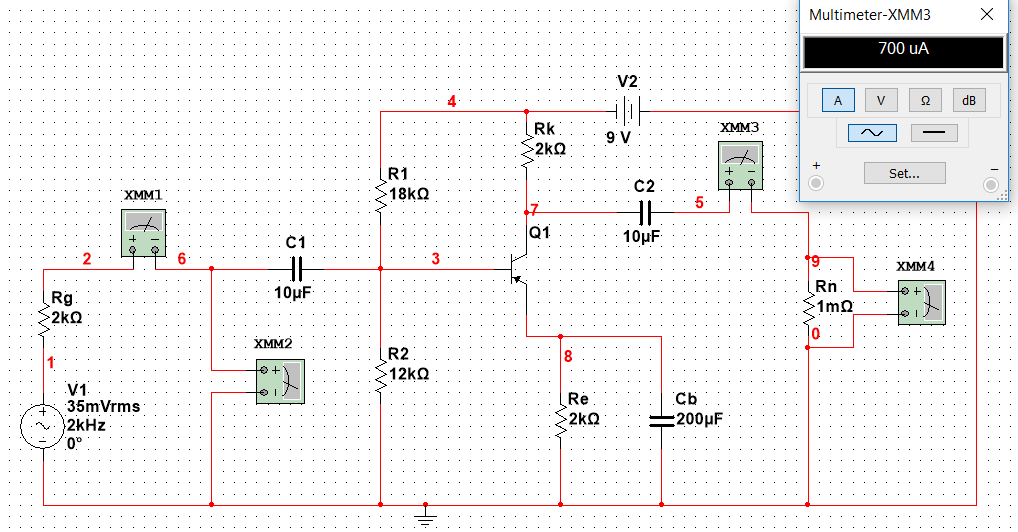 Multimeter-XMM3
700 uA
A
V
Ω
dB
+
−
Set...
4
V2
9 V
Rk
2kΩ
XMM3
+ −
R1
18kΩ
C2
10µF
5
7
Q1
XMM1
+ −
2
6
C1
10µF
3
9
XMM4
+
−
Rn
1mΩ
0
Rg
2kΩ
1
XMM2
+
−
R2
12kΩ
8
V1
35mVrms
2kHz
0°
Re
2kΩ
Cb
200µF